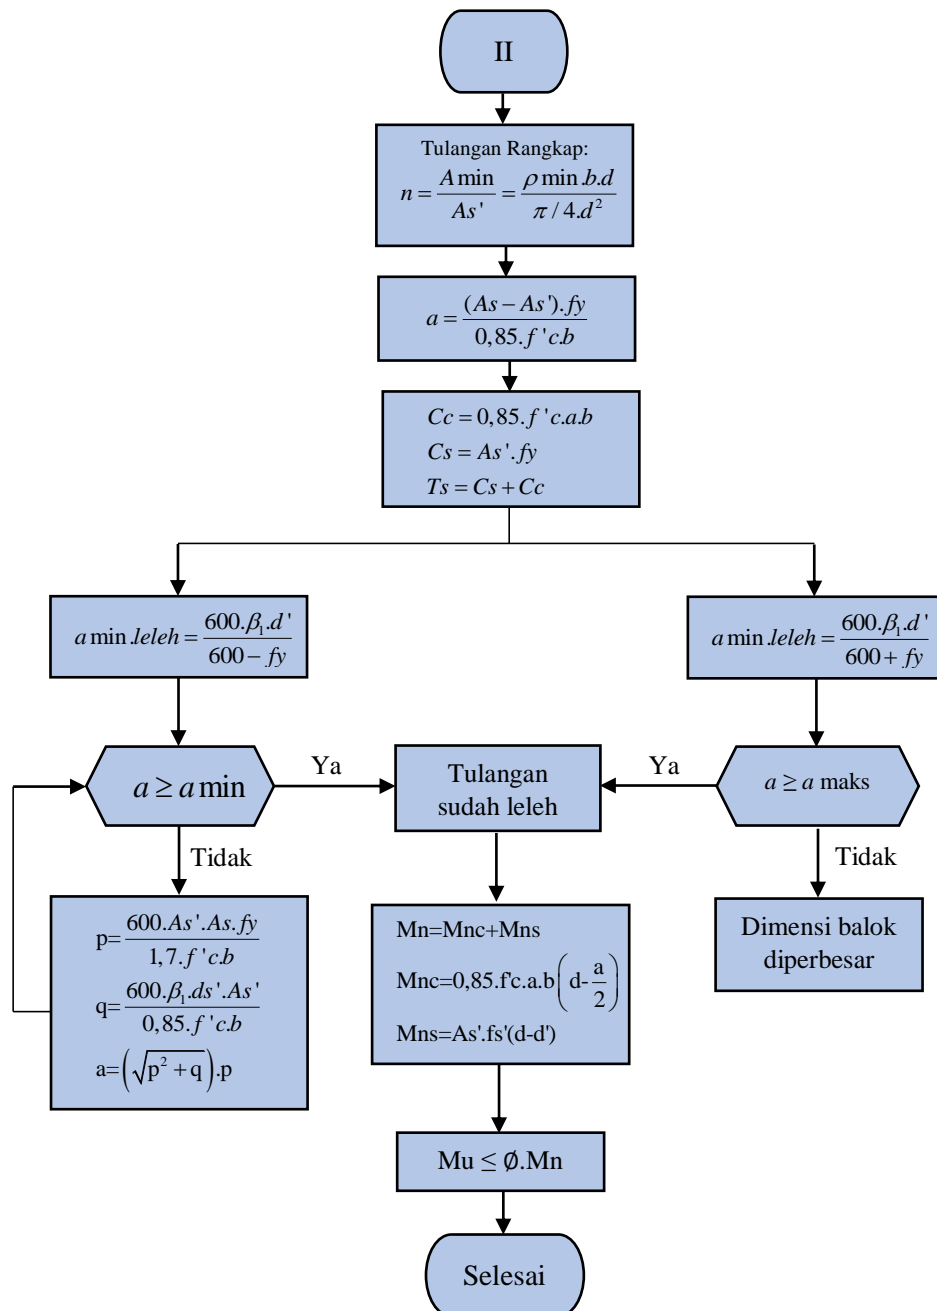 II
Tulangan Rangkap:
n = A min / As' = ρ min.b.d / π / 4.d²
a = (As − As').fy / 0,85.f 'c.b
Cc = 0,85.f 'c.a.b
Cs = As'.fy
Ts = Cs + Cc
a min.leleh = 600.β₁.d' / 600 − fy
a min.leleh = 600.β₁.d' / 600 + fy
a ≥ a min
Ya
Tulangan
sudah leleh
Ya
a ≥ a maks
Tidak
Tidak
p= 600.As'.As.fy / 1,7.f 'c.b
q= 600.β₁.ds'.As' / 0,85.f 'c.b
a=(√p²+q).p
Mn=Mnc+Mns
Mnc=0,85.f'c.a.b(d-a/2)
Mns=As'.fs'(d-d')
Dimensi balok
diperbesar
Mu ≤ ∅.Mn
Selesai